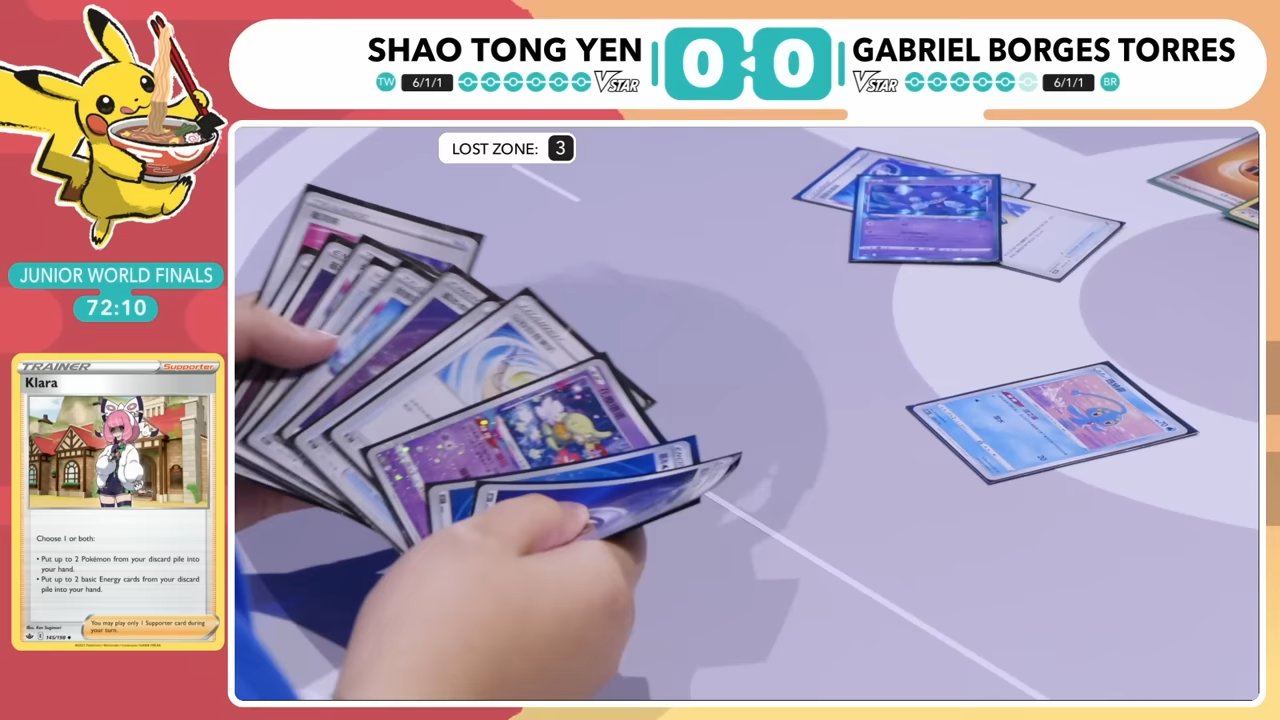 SHAO TONG YEN
TW 6/1/1 VSTAR
0 0
GABRIEL BORGES TORRES
VSTAR 6/1/1 BR
LOST ZONE: 3
JUNIOR WORLD FINALS
72:10
TRAINER Supporter
Klara
Choose 1 or both:
• Put up to 2 Pokémon from your discard pile into
your hand.
• Put up to 2 basic Energy cards from your discard
pile into your hand.
You may play only 1 Supporter card during
your turn.
145/198